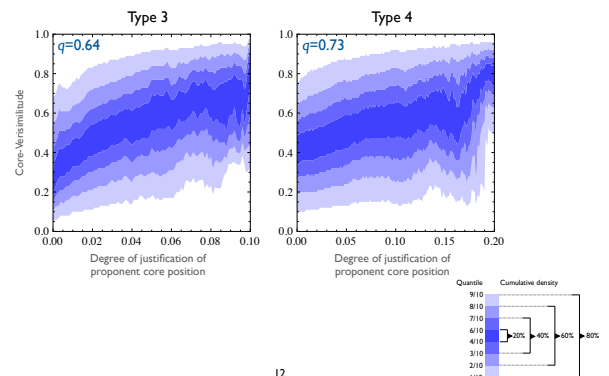 Type 3
Type 4
q=0.64
q=0.73
Core-Verisimilitude
1.0
0.8
0.6
0.4
0.2
0.0
0.00 0.02 0.04 0.06 0.08 0.10
Degree of justification of
proponent core position
1.0
0.8
0.6
0.4
0.2
0.0
0.00 0.05 0.10 0.15 0.20
Degree of justification of
proponent core position
Quantile Cumulative density
9/10
8/10
7/10
6/10
4/10
3/10
2/10
20% 40% 60% 80%
12